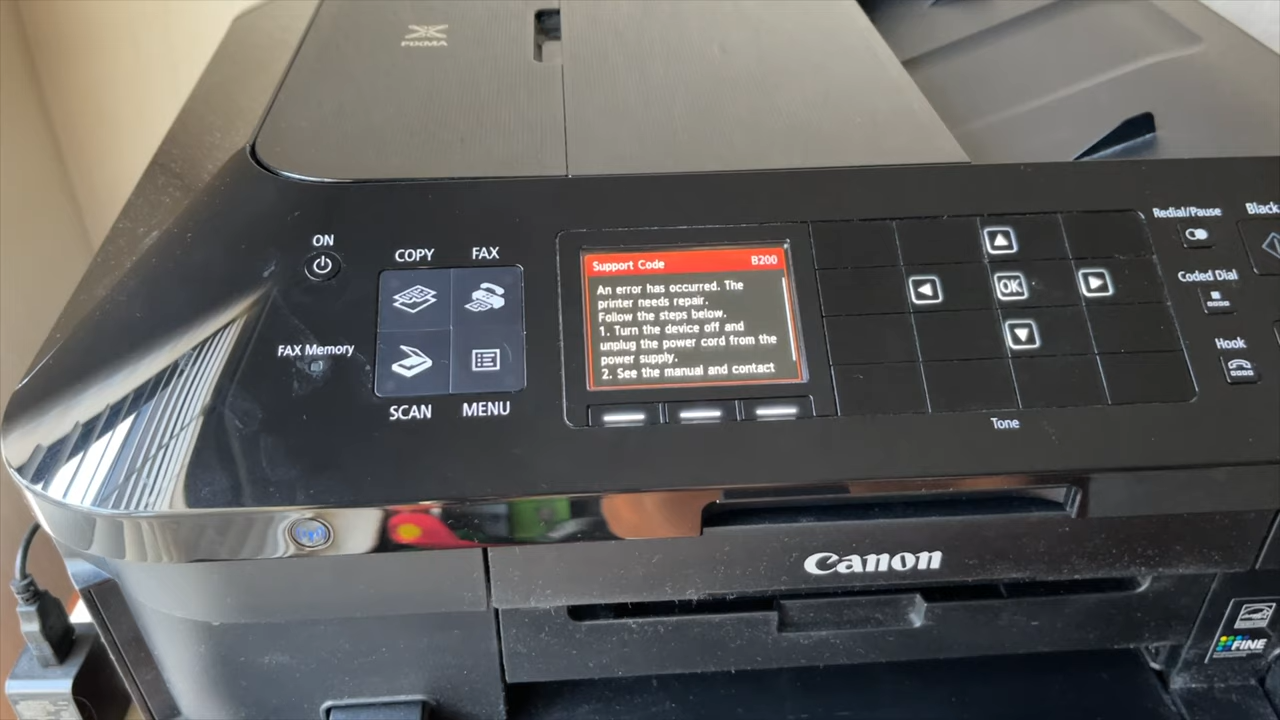 PIXMA
ON
COPY
FAX
FAX Memory
SCAN
MENU
Support Code B200
An error has occurred. The
printer needs repair.
Follow the steps below.
1. Turn the device off and
unplug the power cord from the
power supply.
2. See the manual and contact
OK
Tone
Redial/Pause
Black
Coded Dial
Hook
Canon
FINE